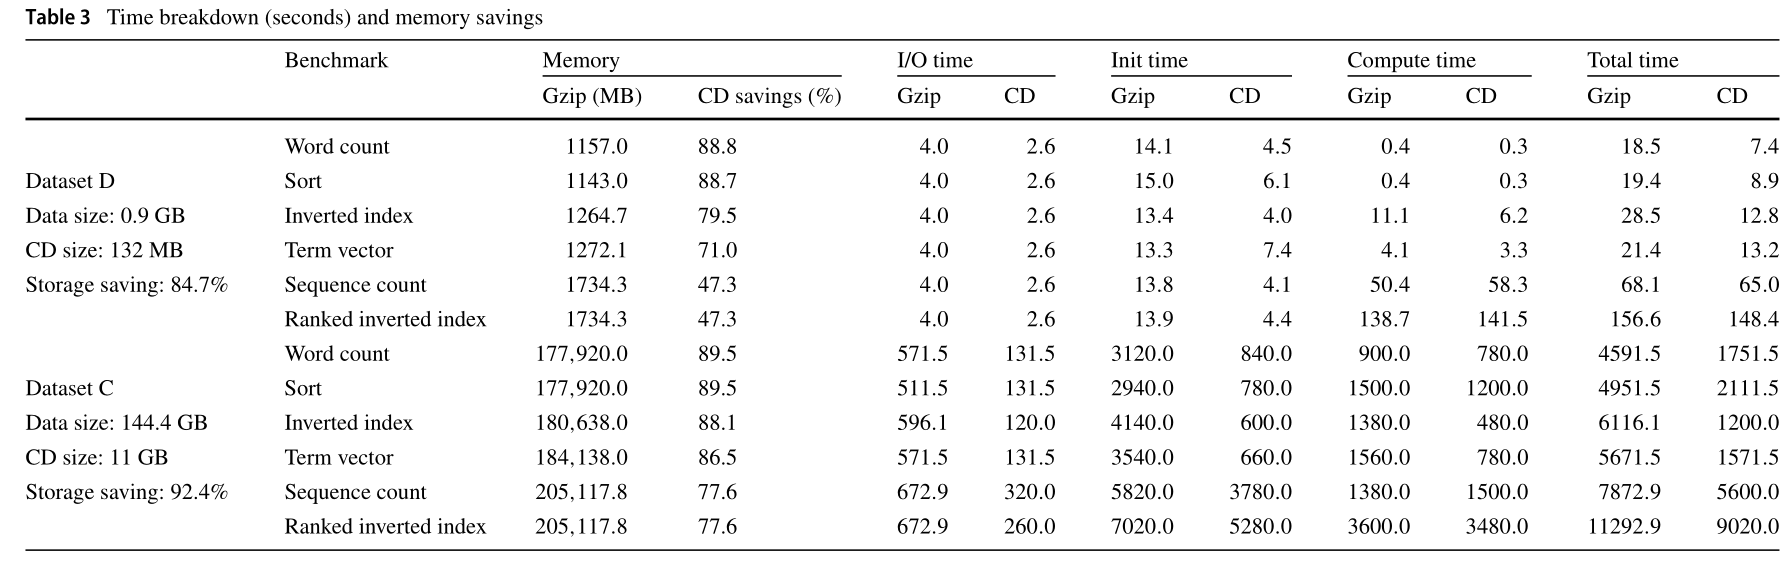 Table 3 Time breakdown (seconds) and memory savings
Benchmark Memory I/O time Init time Compute time Total time
Gzip (MB) CD savings (%) Gzip CD Gzip CD Gzip CD Gzip CD
Word count 1157.0 88.8 4.0 2.6 14.1 4.5 0.4 0.3 18.5 7.4
Dataset D Sort 1143.0 88.7 4.0 2.6 15.0 6.1 0.4 0.3 19.4 8.9
Data size: 0.9 GB Inverted index 1264.7 79.5 4.0 2.6 13.4 4.0 11.1 6.2 28.5 12.8
CD size: 132 MB Term vector 1272.1 71.0 4.0 2.6 13.3 7.4 4.1 3.3 21.4 13.2
Storage saving: 84.7% Sequence count 1734.3 47.3 4.0 2.6 13.8 4.1 50.4 58.3 68.1 65.0
Ranked inverted index 1734.3 47.3 4.0 2.6 13.9 4.4 138.7 141.5 156.6 148.4
Word count 177,920.0 89.5 571.5 131.5 3120.0 840.0 900.0 780.0 4591.5 1751.5
Dataset C Sort 177,920.0 89.5 511.5 131.5 2940.0 780.0 1500.0 1200.0 4951.5 2111.5
Data size: 144.4 GB Inverted index 180,638.0 88.1 596.1 120.0 4140.0 600.0 1380.0 480.0 6116.1 1200.0
CD size: 11 GB Term vector 184,138.0 86.5 571.5 131.5 3540.0 660.0 1560.0 780.0 5671.5 1571.5
Storage saving: 92.4% Sequence count 205,117.8 77.6 672.9 320.0 5820.0 3780.0 1380.0 1500.0 7872.9 5600.0
Ranked inverted index 205,117.8 77.6 672.9 260.0 7020.0 5280.0 3600.0 3480.0 11292.9 9020.0